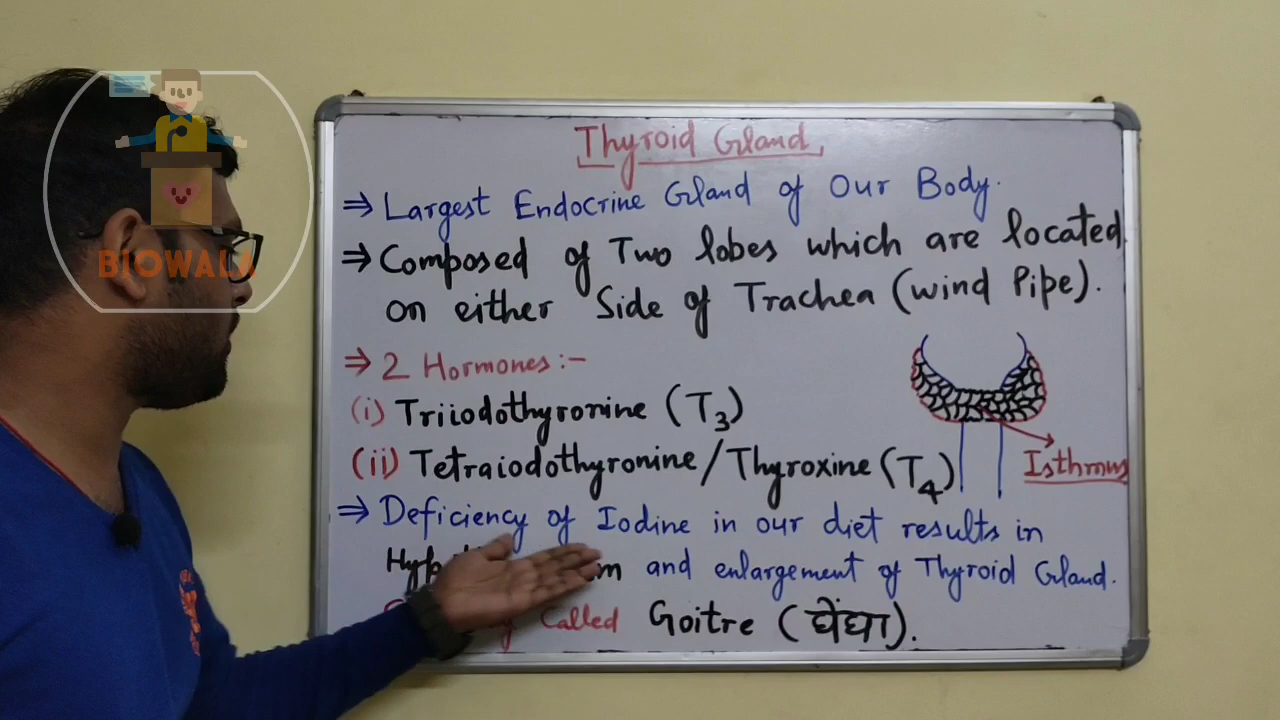 BIOWALA
Thyroid Gland
⇒ Largest Endocrine Gland of Our Body.
⇒ Composed of Two lobes which are located
on either Side of Trachea (wind Pipe).
⇒ 2 Hormones:-
(i) Triiodothyronine (T3)
(ii) Tetraiodothyronine/Thyroxine (T4)
Isthmus
⇒ Deficiency of Iodine in our diet results in
and enlargement of Thyroid Gland.
Called Goitre (घेंघा).